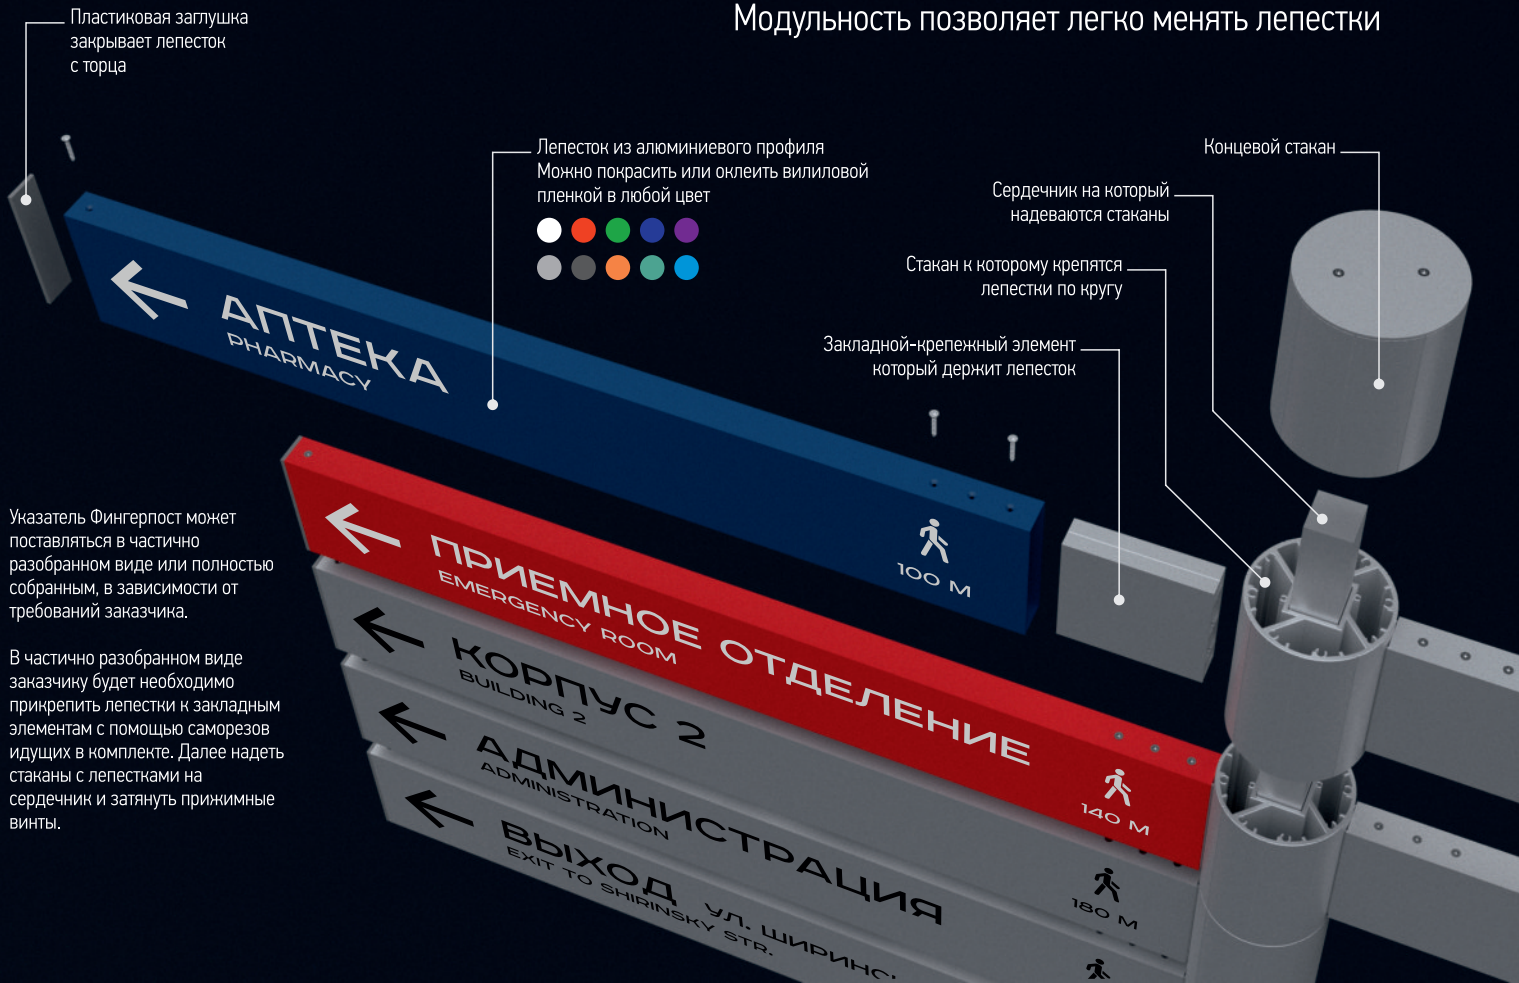 Модульность позволяет легко менять лепестки
Пластиковая заглушка
закрывает лепесток
с торца
Лепесток из алюминиевого профиля
Можно покрасить или оклеить вилиловой
пленкой в любой цвет
Концевой стакан
Сердечник на который
надеваются стаканы
Стакан к которому крепятся
лепестки по кругу
Закладной-крепежный элемент
который держит лепесток
АПТЕКА
PHARMACY
100 М
ПРИЕМНОЕ ОТДЕЛЕНИЕ
EMERGENCY ROOM
140 М
КОРПУС 2
BUILDING 2
180 М
АДМИНИСТРАЦИЯ
ADMINISTRATION
ВЫХОД УЛ. ШИРИНС
EXIT TO SHIRINSKY STR.
Указатель Фингерпост может
поставляться в частично
разобранном виде или полностью
собранным, в зависимости от
требований заказчика.
В частично разобранном виде
заказчику будет необходимо
прикрепить лепестки к закладным
элементам с помощью саморезов
идущих в комплекте. Далее надеть
стаканы с лепестками на
сердечник и затянуть прижимные
винты.